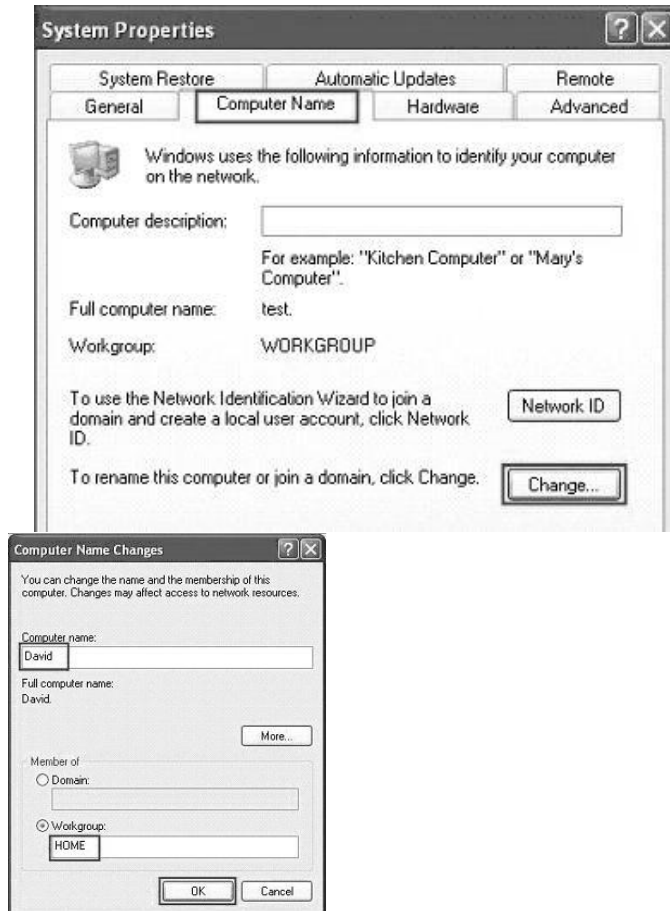 System Properties
System Restore Automatic Updates Remote
General Computer Name Hardware Advanced
Windows uses the following information to identify your computer
on the network.
Computer description:
For example: "Kitchen Computer" or "Mary's
Computer".
Full computer name: test.
Workgroup: WORKGROUP
To use the Network Identification Wizard to join a
domain and create a local user account, click Network
ID.
Network ID
To rename this computer or join a domain, click Change.
Change...
Computer Name Changes
You can change the name and the membership of this
computer. Changes may affect access to network resources.
Computer name:
David
Full computer name:
David.
More...
Member of
Domain:
Workgroup:
HOME
OK Cancel